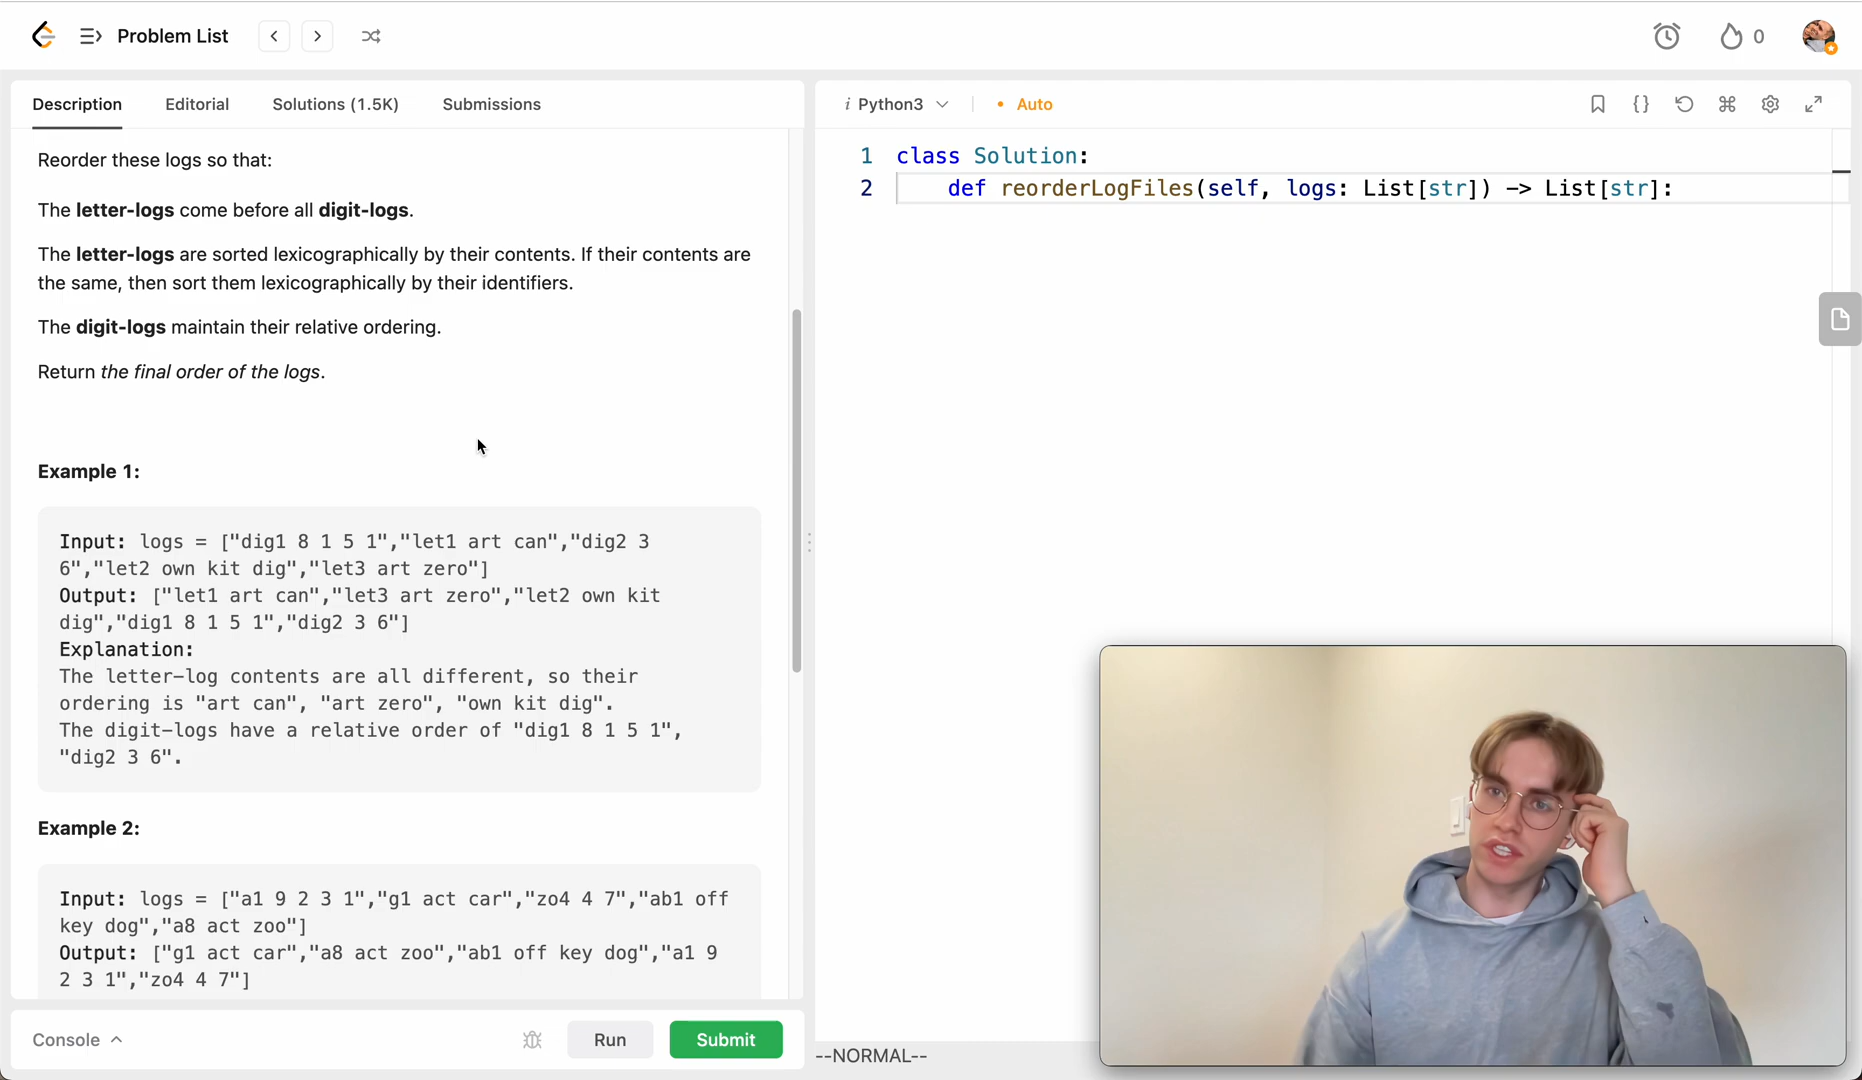 Problem List
0
Description Editorial Solutions (1.5K) Submissions
Reorder these logs so that:
The letter-logs come before all digit-logs.
The letter-logs are sorted lexicographically by their contents. If their contents are
the same, then sort them lexicographically by their identifiers.
The digit-logs maintain their relative ordering.
Return the final order of the logs.
Example 1:
Input: logs = ["dig1 8 1 5 1","let1 art can","dig2 3
6","let2 own kit dig","let3 art zero"]
Output: ["let1 art can","let3 art zero","let2 own kit
dig","dig1 8 1 5 1","dig2 3 6"]
Explanation:
The letter-log contents are all different, so their
ordering is "art can", "art zero", "own kit dig".
The digit-logs have a relative order of "dig1 8 1 5 1",
"dig2 3 6".
Example 2:
Input: logs = ["a1 9 2 3 1","g1 act car","zo4 4 7","ab1 off
key dog","a8 act zoo"]
Output: ["g1 act car","a8 act zoo","ab1 off key dog","a1 9
2 3 1","zo4 4 7"]
Console Run Submit
i Python3 • Auto
1 class Solution:
2 def reorderLogFiles(self, logs: List[str]) -> List[str]:
--NORMAL--